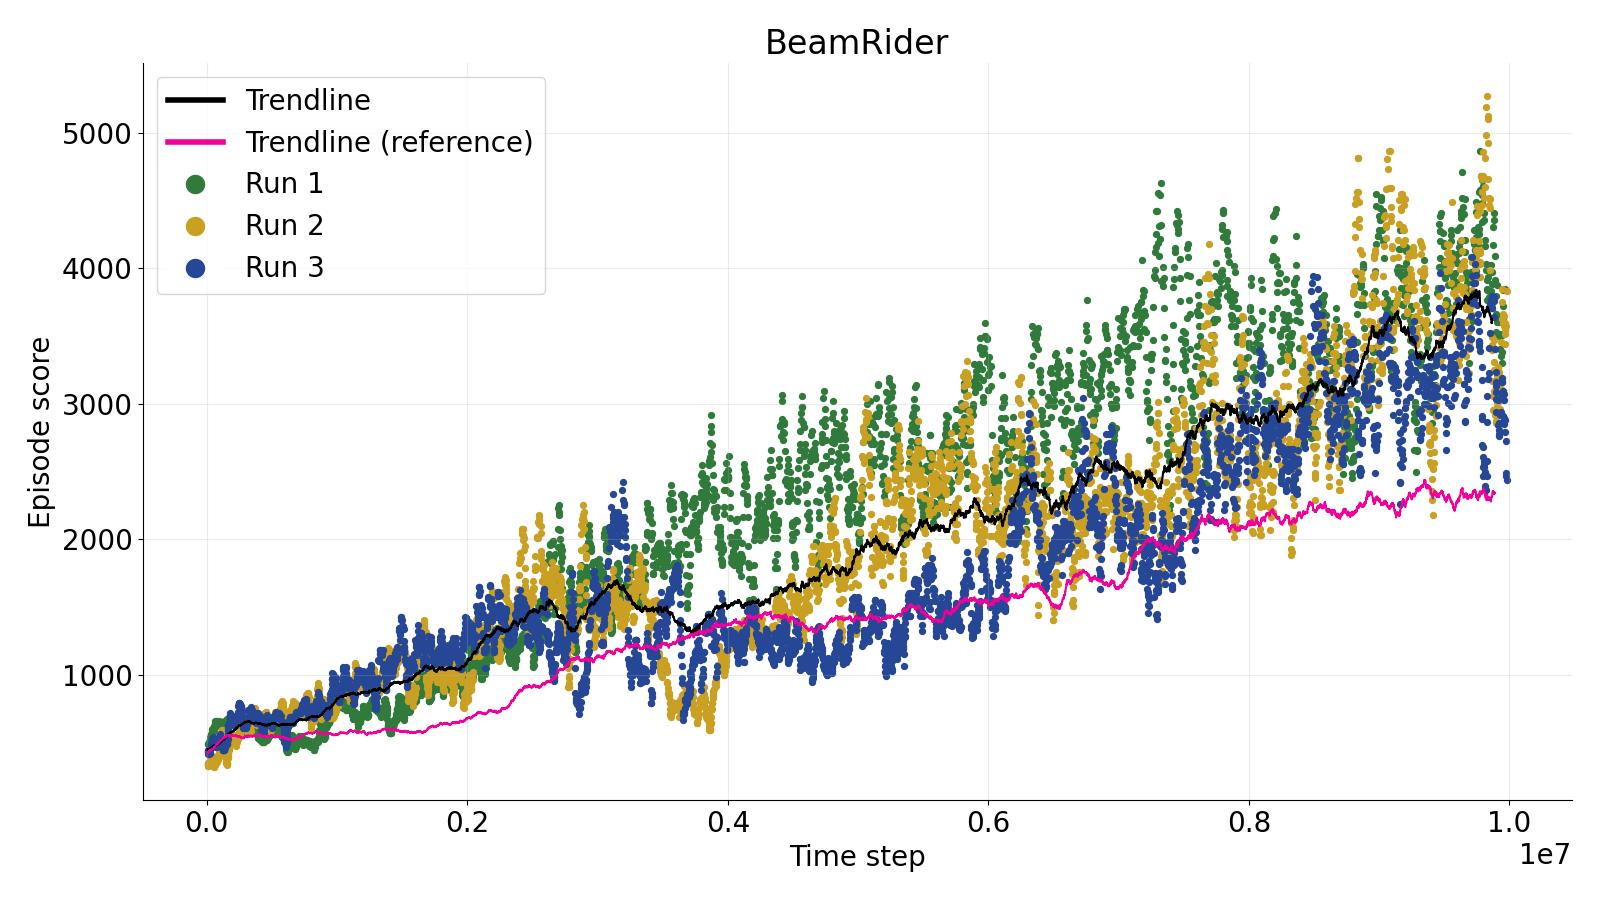 BeamRider
Trendline
Trendline (reference)
Run 1
Run 2
Run 3
5000
4000
3000
2000
1000
Episode score
0.0 0.2 0.4 0.6 0.8 1.0
1e7
Time step